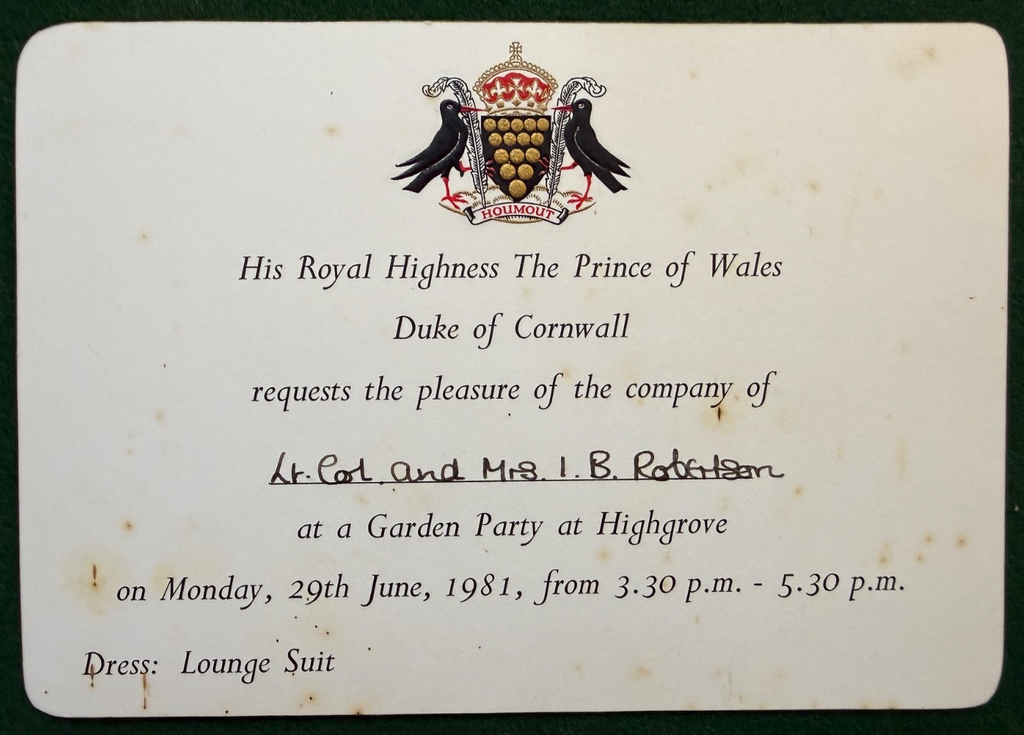 HOUMOUT
His Royal Highness The Prince of Wales
Duke of Cornwall
requests the pleasure of the company of
Lt. Col. and Mrs. I. B. Robertson
at a Garden Party at Highgrove
on Monday, 29th June, 1981, from 3.30 p.m. - 5.30 p.m.
Dress: Lounge Suit